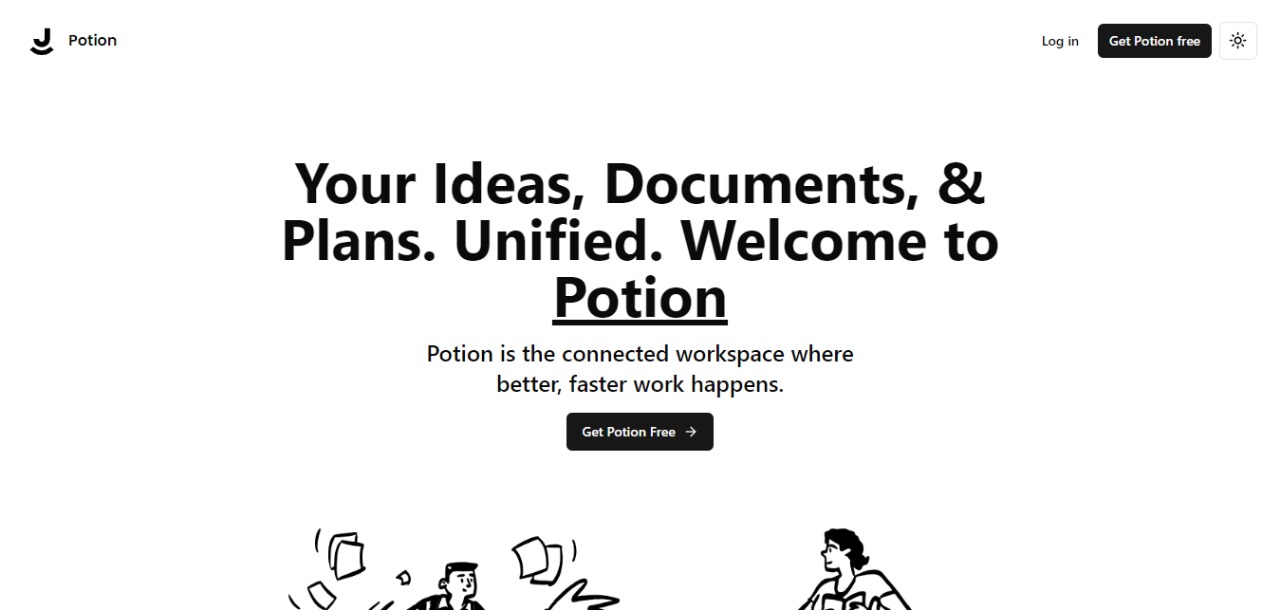 Potion
Log in
Get Potion free
Your Ideas, Documents, &
Plans. Unified. Welcome to
Potion
Potion is the connected workspace where
better, faster work happens.
Get Potion Free